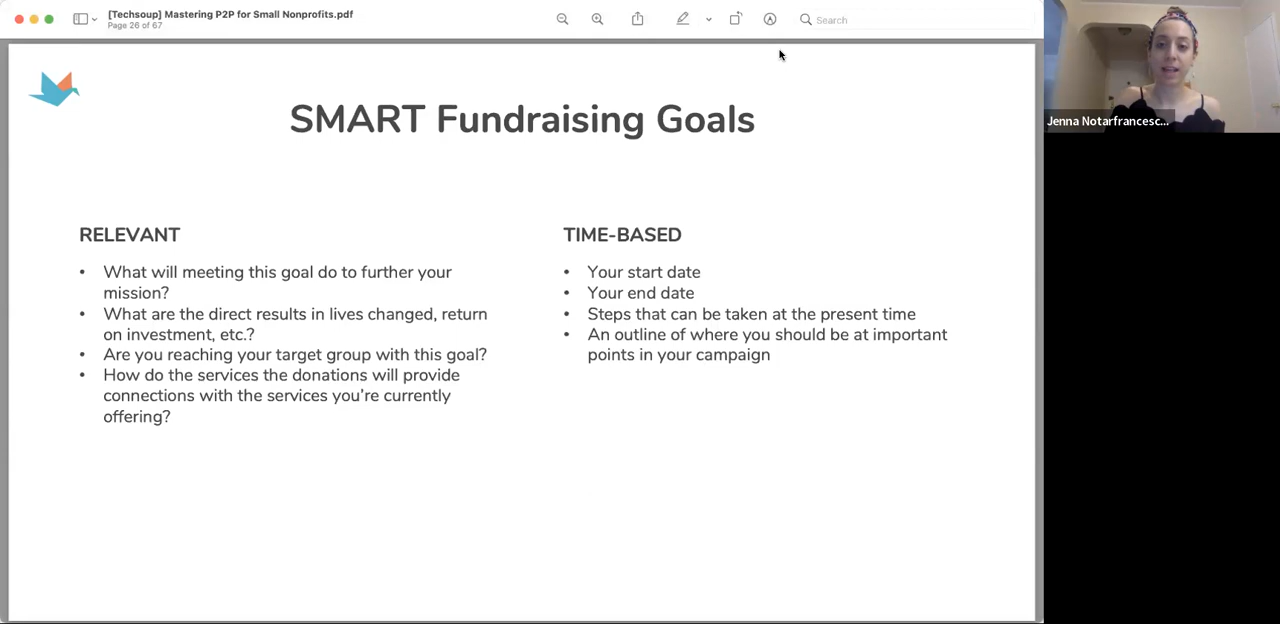 [Techsoup] Mastering P2P for Small Nonprofits.pdf
Page 26 of 67
Search
Jenna Notarfrancesc...
SMART Fundraising Goals
RELEVANT
• What will meeting this goal do to further your
mission?
• What are the direct results in lives changed, return
on investment, etc.?
• Are you reaching your target group with this goal?
• How do the services the donations will provide
connections with the services you're currently
offering?
TIME-BASED
• Your start date
• Your end date
• Steps that can be taken at the present time
• An outline of where you should be at important
points in your campaign